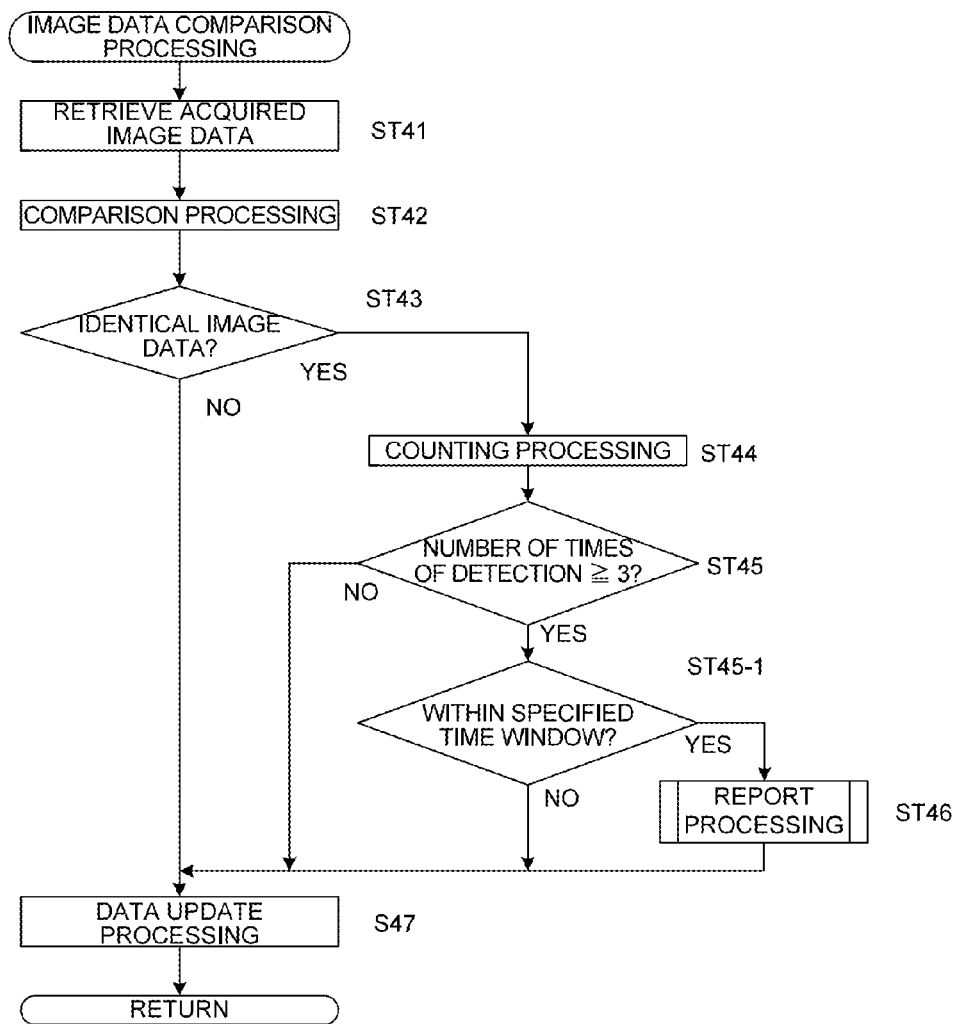 IMAGE DATA COMPARISON
PROCESSING
RETRIEVE ACQUIRED
IMAGE DATA
ST41
COMPARISON PROCESSING
ST42
ST43
IDENTICAL IMAGE
DATA?
YES
NO
COUNTING PROCESSING
ST44
NUMBER OF TIMES
OF DETECTION ≧ 3?
ST45
NO
YES
ST45-1
WITHIN SPECIFIED
TIME WINDOW?
YES
NO
REPORT
PROCESSING
ST46
DATA UPDATE
PROCESSING
S47
RETURN